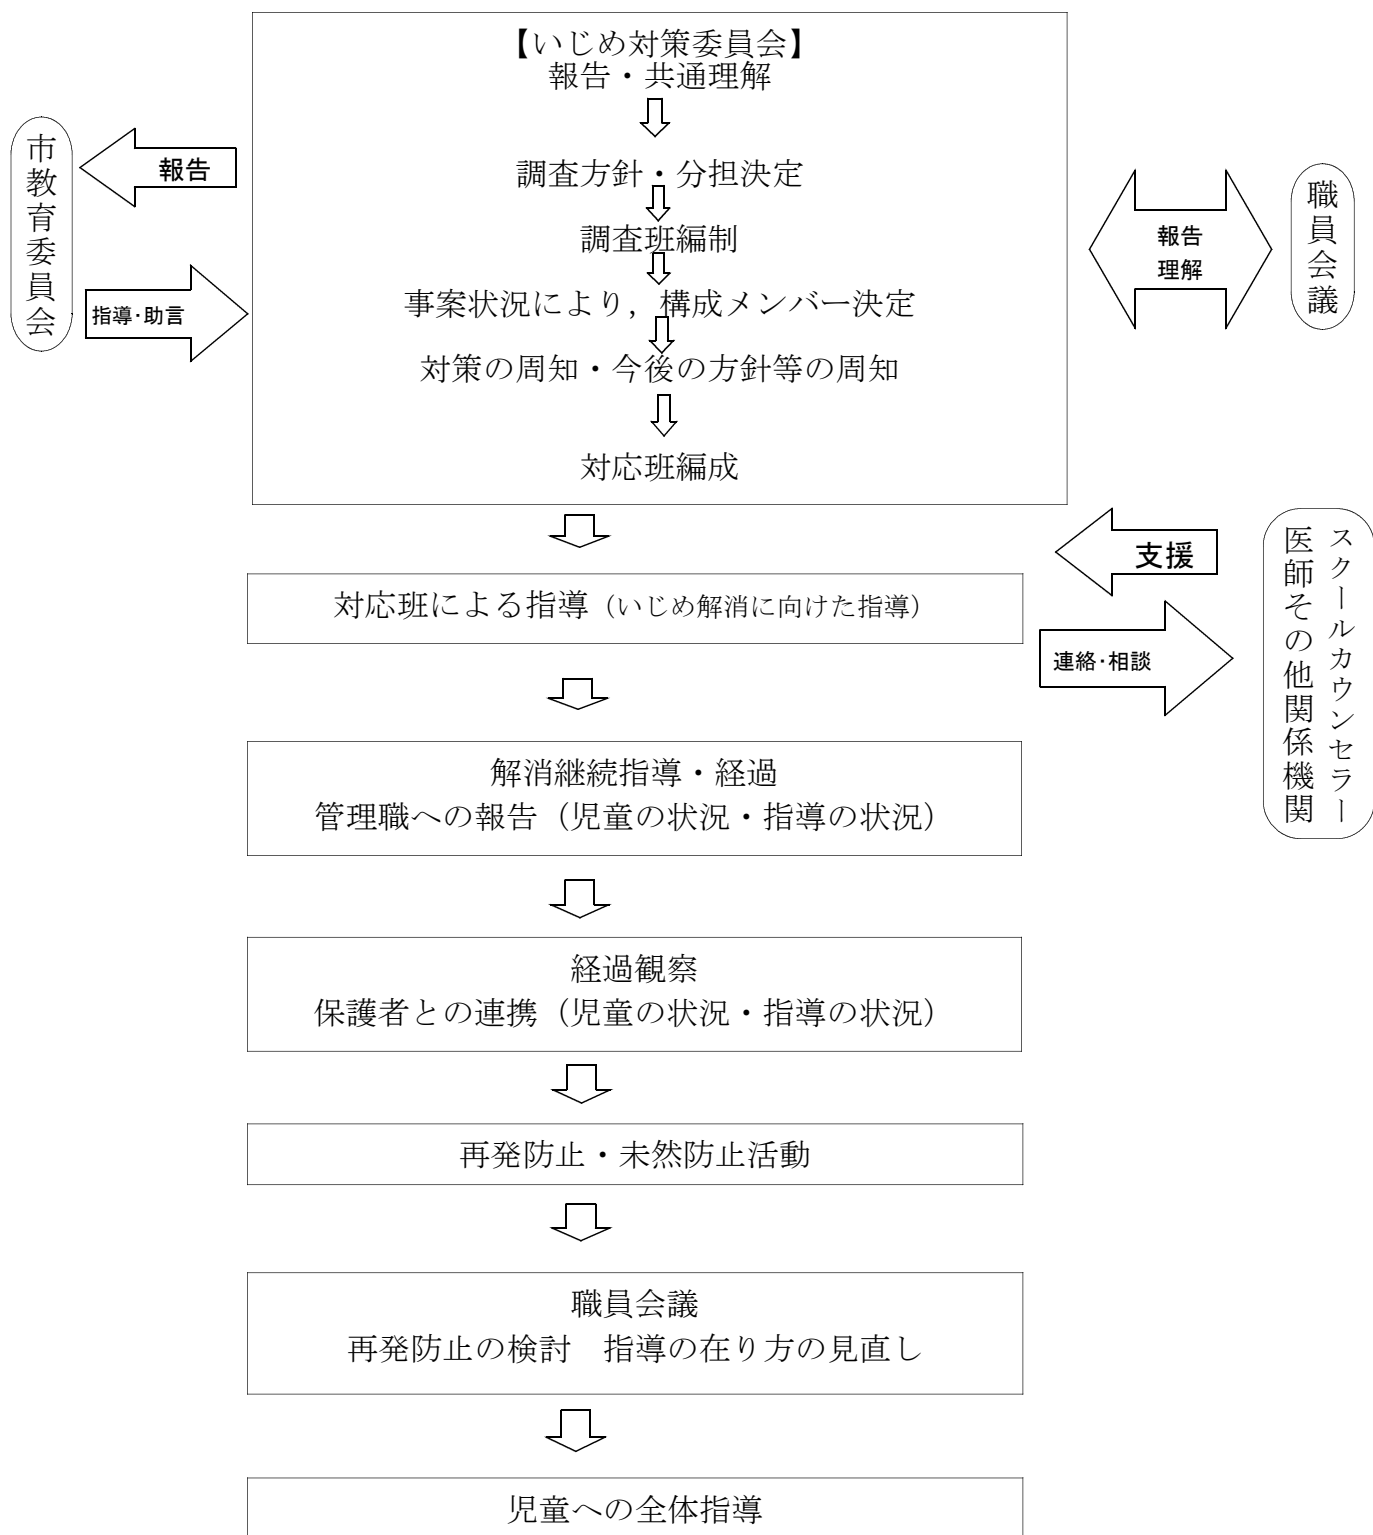 【いじめ対策委員会】
報告・共通理解
市教育委員会
報告
指導・助言
調査方針・分担決定
調査班編制
事案状況により，構成メンバー決定
対策の周知・今後の方針等の周知
対応班編成
報告
理解
職員会議
対応班による指導（いじめ解消に向けた指導）
支援
連絡・相談
スクールカウンセラー
医師その他関係機関
解消継続指導・経過
管理職への報告（児童の状況・指導の状況）
経過観察
保護者との連携（児童の状況・指導の状況）
再発防止・未然防止活動
職員会議
再発防止の検討　指導の在り方の見直し
児童への全体指導